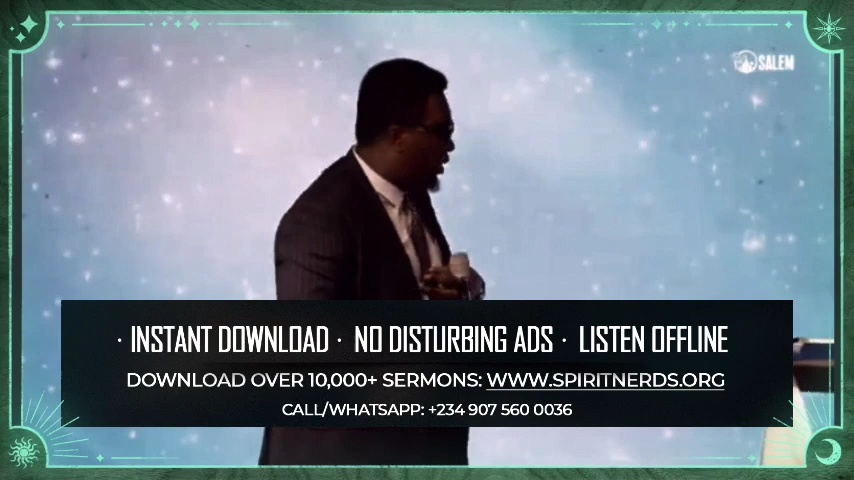 SALEM
· INSTANT DOWNLOAD · NO DISTURBING ADS · LISTEN OFFLINE
DOWNLOAD OVER 10,000+ SERMONS: WWW.SPIRITNERDS.ORG
CALL/WHATSAPP: +234 907 560 0036